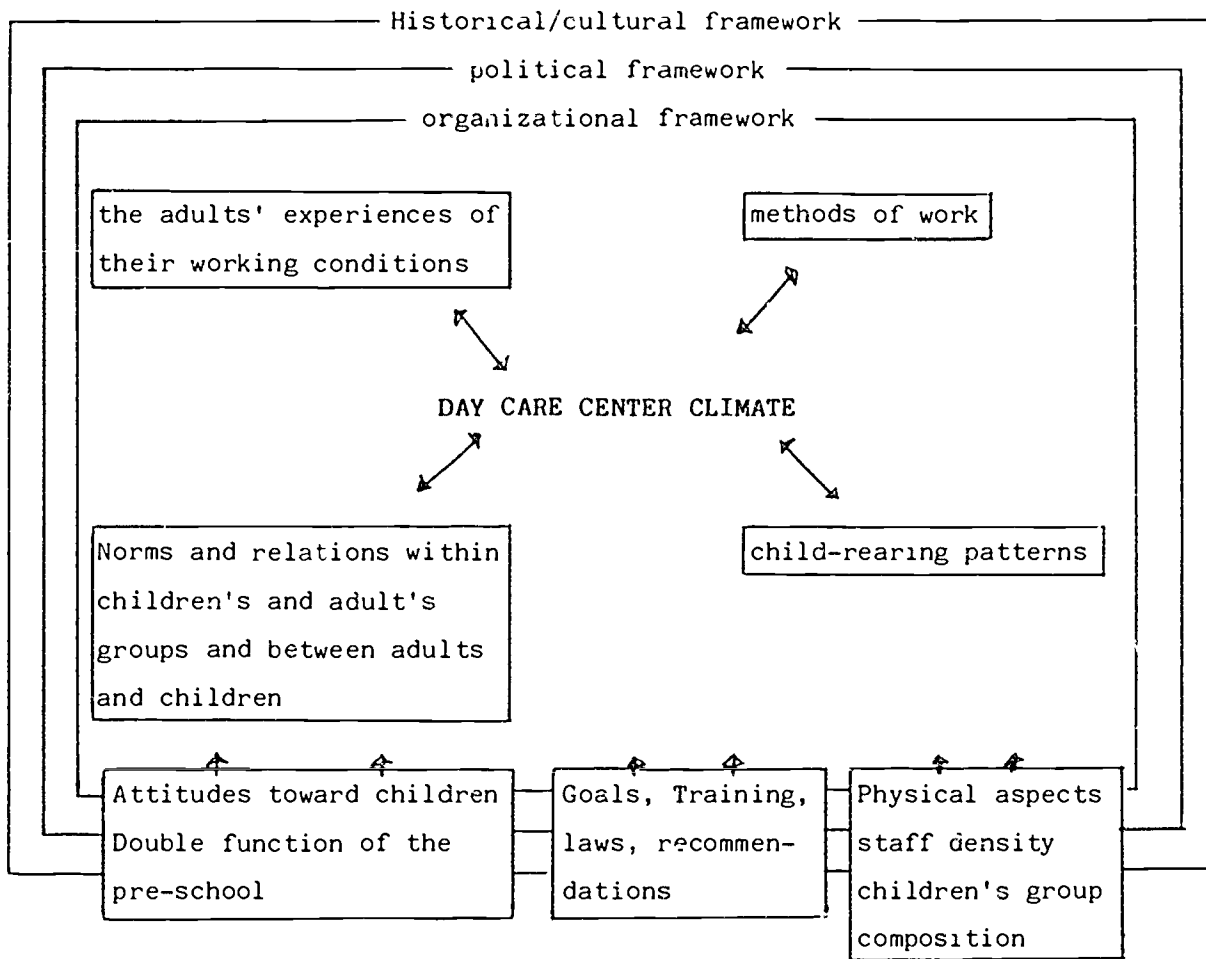 Historical/cultural framework
political framework
organizational framework
the adults' experiences of
their working conditions
methods of work
DAY CARE CENTER CLIMATE
Norms and relations within
children's and adult's
groups and between adults
and children
child-rearing patterns
Attitudes toward children
Double function of the
pre-school
Goals, Training,
laws, recommen-
dations
Physical aspects
staff density
children's group
composition